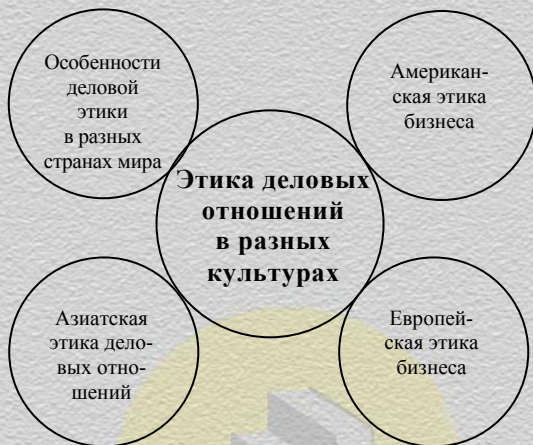 Особенности
деловой
этики
в разных
странах мира
Американ-
ская этика
бизнеса
Этика деловых
отношений
в разных
культурах
Азиатская
этика дело-
вых отно-
шений
Европей-
ская этика
бизнеса